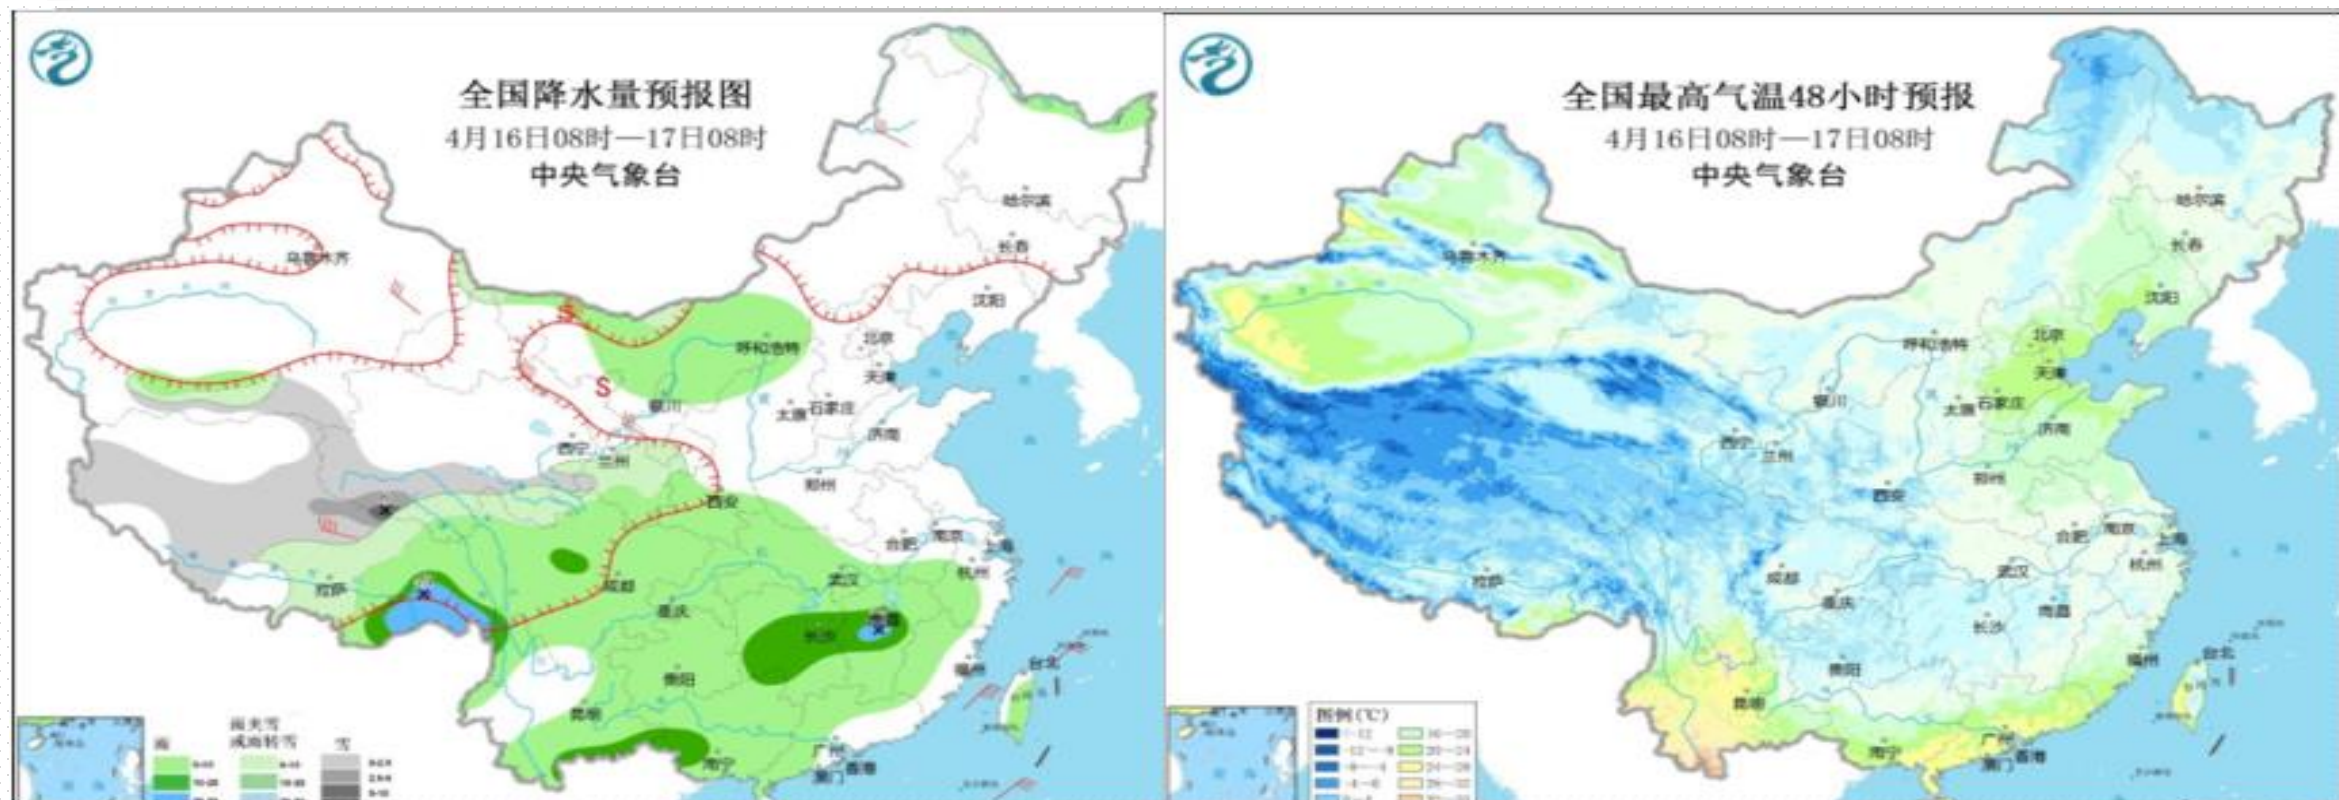 全国降水量预报图
4月16日08时—17日08时
中央气象台
哈尔滨
长春
乌鲁木齐
沈阳
呼和浩特
北京
天津
银川
太原
石家庄
济南
西宁
兰州
郑州
西安
合肥
南京
上海
杭州
拉萨
成都
武汉
重庆
长沙
南昌
贵阳
福州
台北
昆明
南宁
广州
香港
澳门
雨
雨夹雪
或雨转雪
雪
全国最高气温48小时预报
4月16日08时—17日08时
中央气象台
哈尔滨
长春
乌鲁木齐
沈阳
呼和浩特
北京
天津
银川
太原
石家庄
济南
西宁
兰州
郑州
西安
合肥
南京
上海
杭州
拉萨
成都
武汉
重庆
长沙
南昌
贵阳
福州
台北
昆明
南宁
广州
香港
澳门
图例(℃)